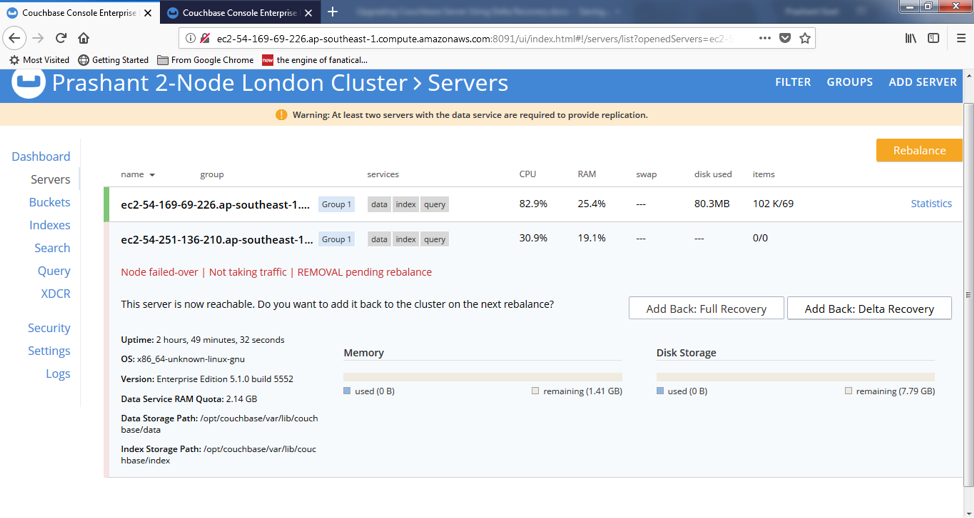 Couchbase Console Enterprise
Couchbase Console Enterprise
ec2-54-169-69-226.ap-southeast-1.compute.amazonaws.com:8091/ui/index.html#!/servers/list?openedServers=ec2-5
Most Visited Getting Started From Google Chrome now the engine of fanatical...
Prashant 2-Node London Cluster > Servers FILTER GROUPS ADD SERVER
Warning: At least two servers with the data service are required to provide replication.
Rebalance
Dashboard
Servers
Buckets
Indexes
Search
Query
XDCR
Security
Settings
Logs
name group services CPU RAM swap disk used items
ec2-54-169-69-226.ap-southeast-1.... Group 1 data index query 82.9% 25.4% --- 80.3MB 102 K/69 Statistics
ec2-54-251-136-210.ap-southeast-1... Group 1 data index query 30.9% 19.1% --- --- 0/0
Node failed-over | Not taking traffic | REMOVAL pending rebalance
This server is now reachable. Do you want to add it back to the cluster on the next rebalance? Add Back: Full Recovery Add Back: Delta Recovery
Uptime: 2 hours, 49 minutes, 32 seconds
OS: x86_64-unknown-linux-gnu
Version: Enterprise Edition 5.1.0 build 5552
Data Service RAM Quota: 2.14 GB
Data Storage Path: /opt/couchbase/var/lib/couch
base/data
Index Storage Path: /opt/couchbase/var/lib/couc
hbase/index
Memory
used (0 B) remaining (1.41 GB)
Disk Storage
used (0 B) remaining (7.79 GB)